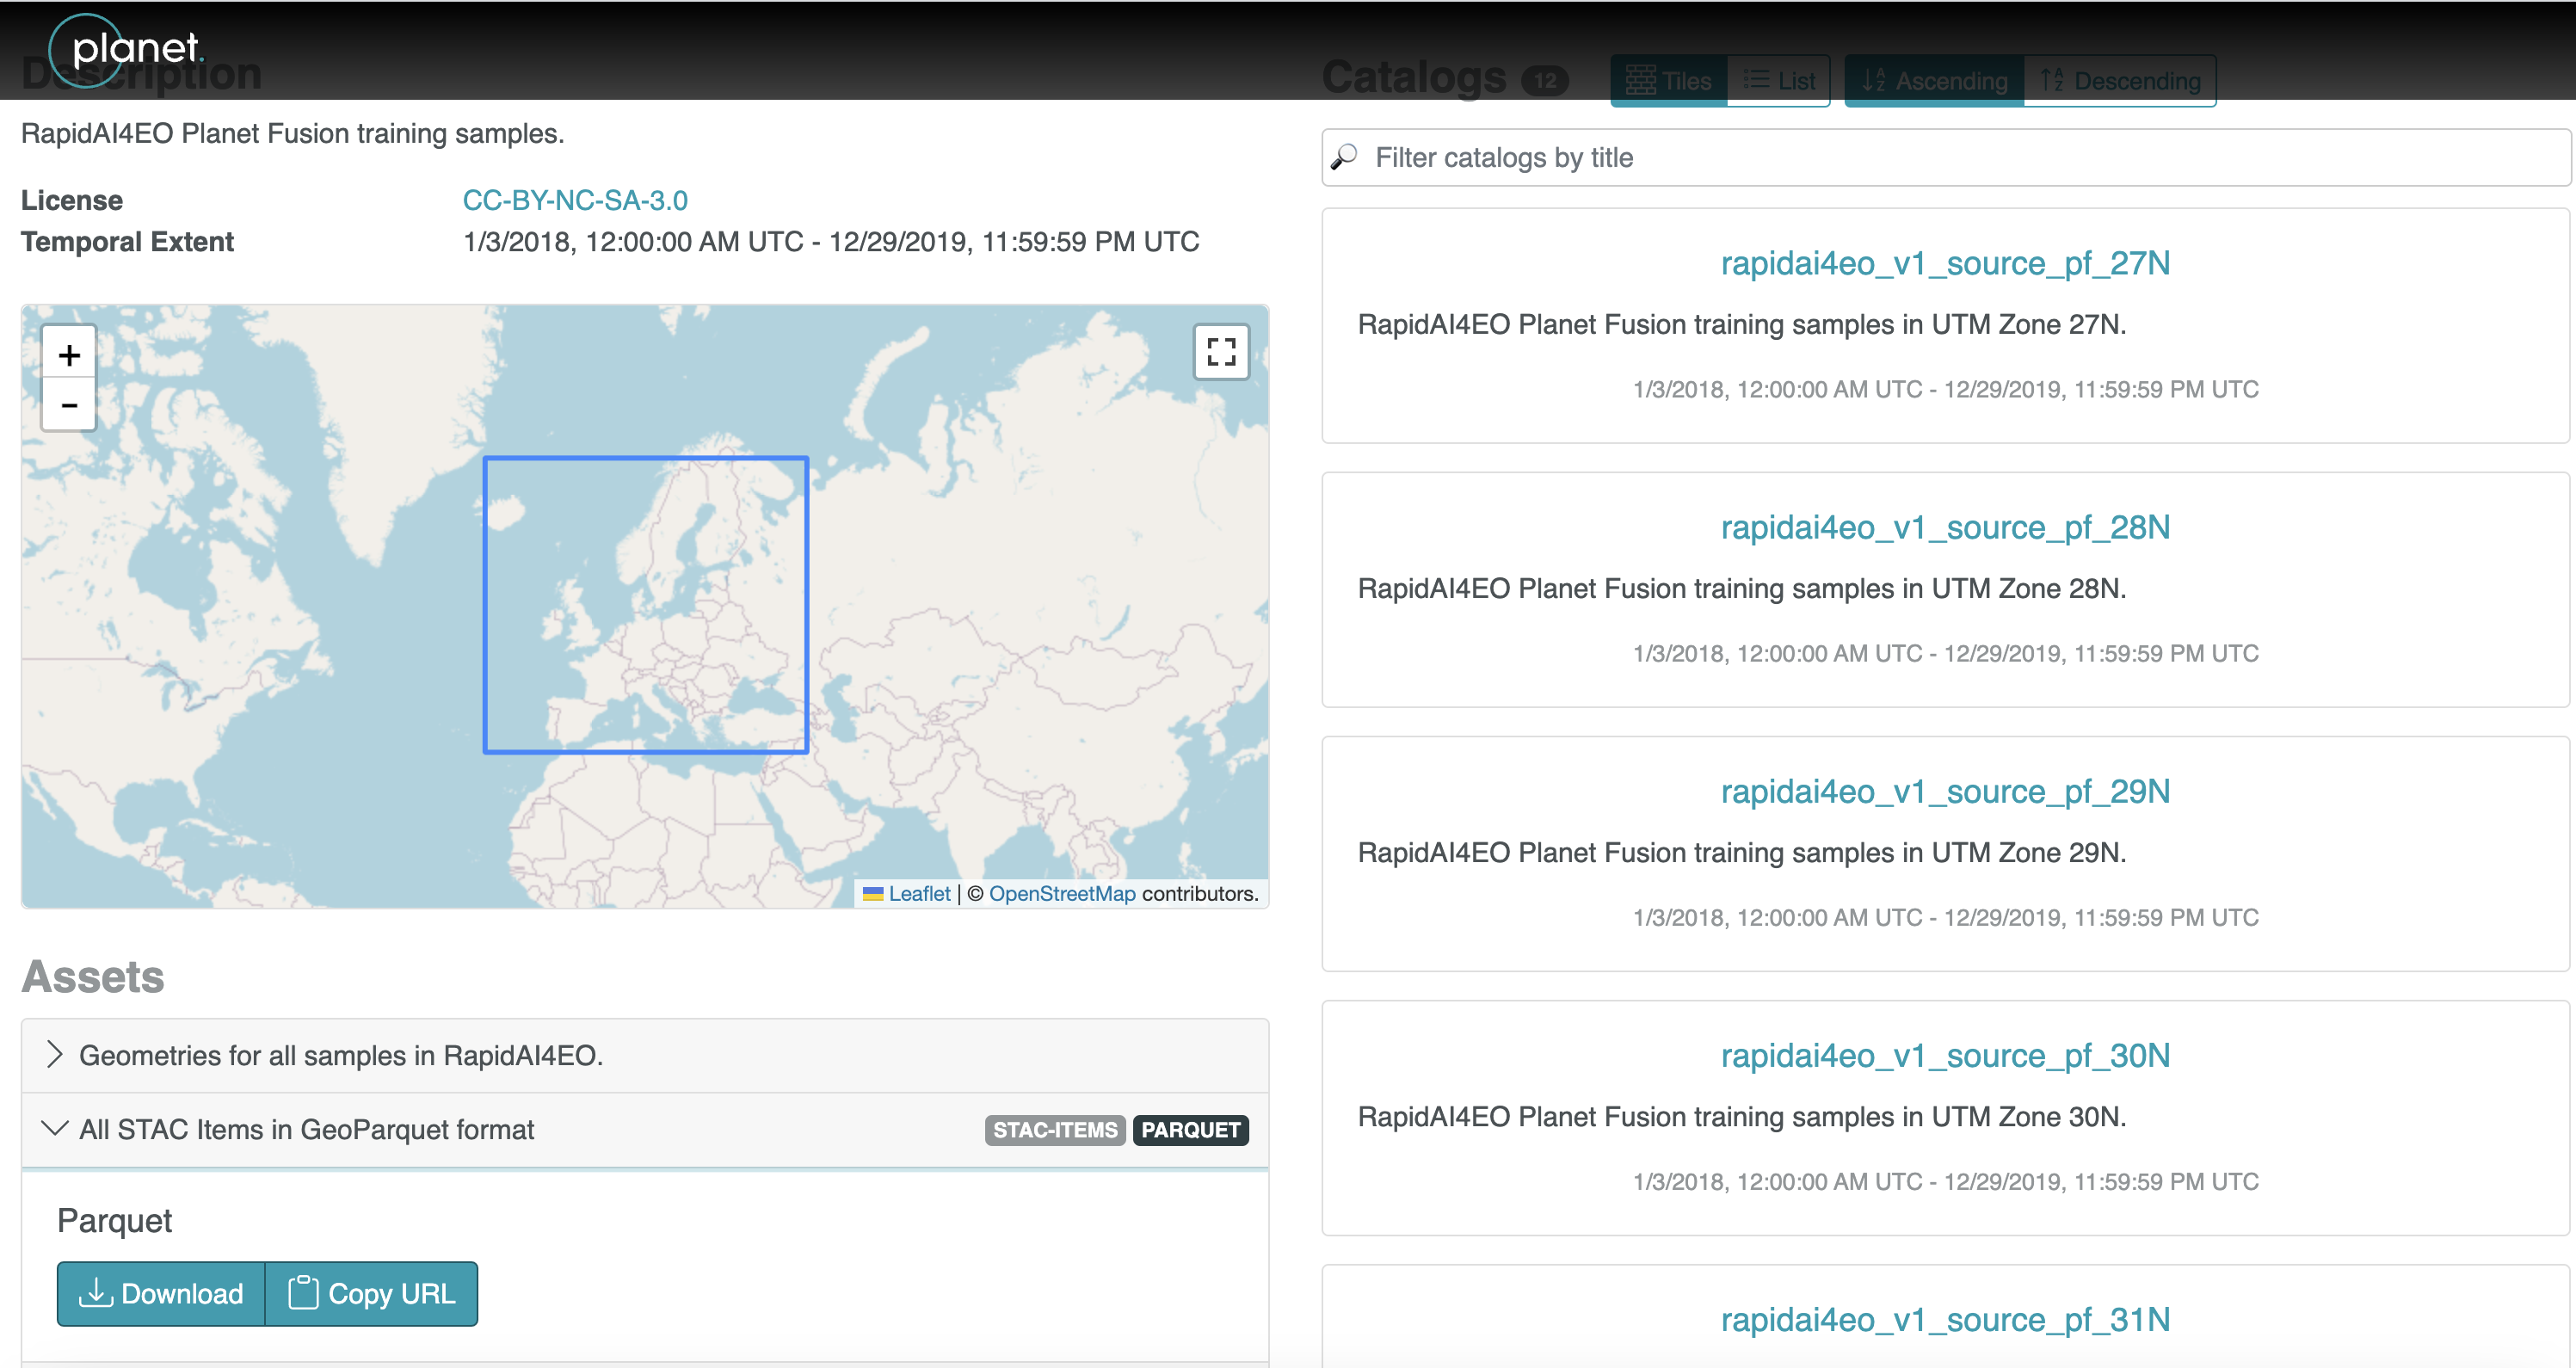 planet.
Description
RapidAI4EO Planet Fusion training samples.
License CC-BY-NC-SA-3.0
Temporal Extent 1/3/2018, 12:00:00 AM UTC - 12/29/2019, 11:59:59 PM UTC
+
−
Leaflet | © OpenStreetMap contributors.
Assets
Geometries for all samples in RapidAI4EO.
All STAC Items in GeoParquet format STAC-ITEMS PARQUET
Parquet
Download Copy URL
Catalogs 12 Tiles List Ascending Descending
Filter catalogs by title
rapidai4eo_v1_source_pf_27N
RapidAI4EO Planet Fusion training samples in UTM Zone 27N.
1/3/2018, 12:00:00 AM UTC - 12/29/2019, 11:59:59 PM UTC
rapidai4eo_v1_source_pf_28N
RapidAI4EO Planet Fusion training samples in UTM Zone 28N.
1/3/2018, 12:00:00 AM UTC - 12/29/2019, 11:59:59 PM UTC
rapidai4eo_v1_source_pf_29N
RapidAI4EO Planet Fusion training samples in UTM Zone 29N.
1/3/2018, 12:00:00 AM UTC - 12/29/2019, 11:59:59 PM UTC
rapidai4eo_v1_source_pf_30N
RapidAI4EO Planet Fusion training samples in UTM Zone 30N.
1/3/2018, 12:00:00 AM UTC - 12/29/2019, 11:59:59 PM UTC
rapidai4eo_v1_source_pf_31N